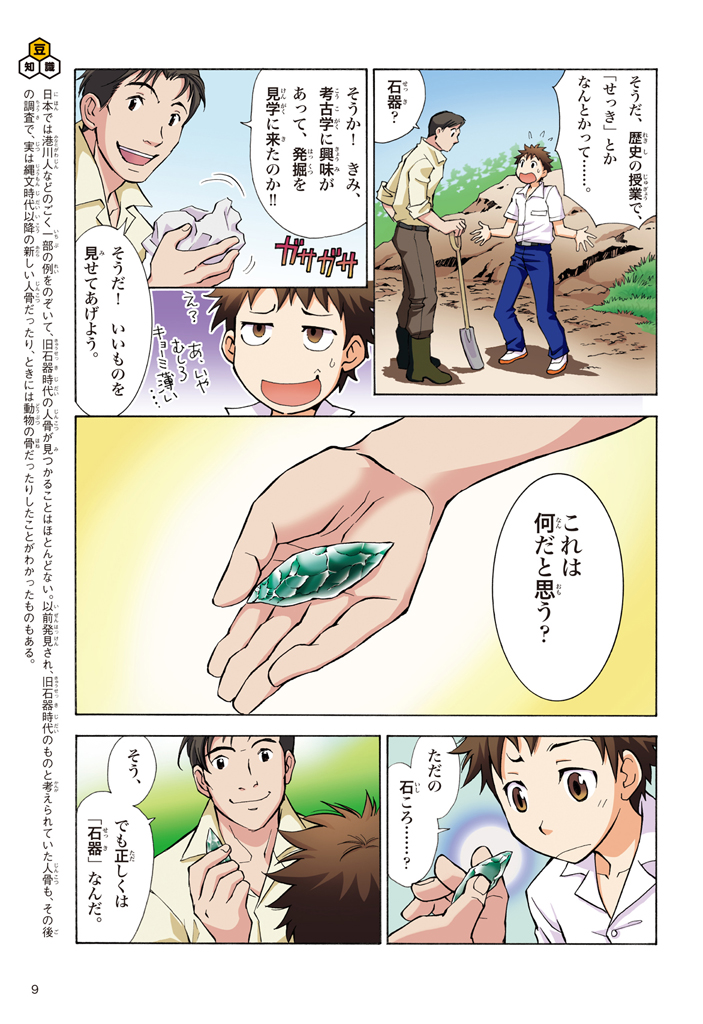 そうだ、歴史の授業で、
「せっき」とか
なんとかって……。
石器？
そうか！　きみ、
考古学に興味が
あって、発掘を
見学に来たのか!!
ガサガサ
そうだ！　いいものを
見せてあげよう。
え？
あ、いや
むしろ
キョーミ薄い…
これは
何だと思う？
ただの
石ころ……？
そう、
でも正しくは
「石器」なんだ。
豆
知識
日本では港川人などのごく一部の例をのぞいて、旧石器時代の人骨が見つかることはほとんどない。以前発見され、旧石器時代のものと考えられていた人骨も、その後
の調査で、実は縄文時代以降の新しい人骨だったり、ときには動物の骨だったりしたことがわかったものもある。
9